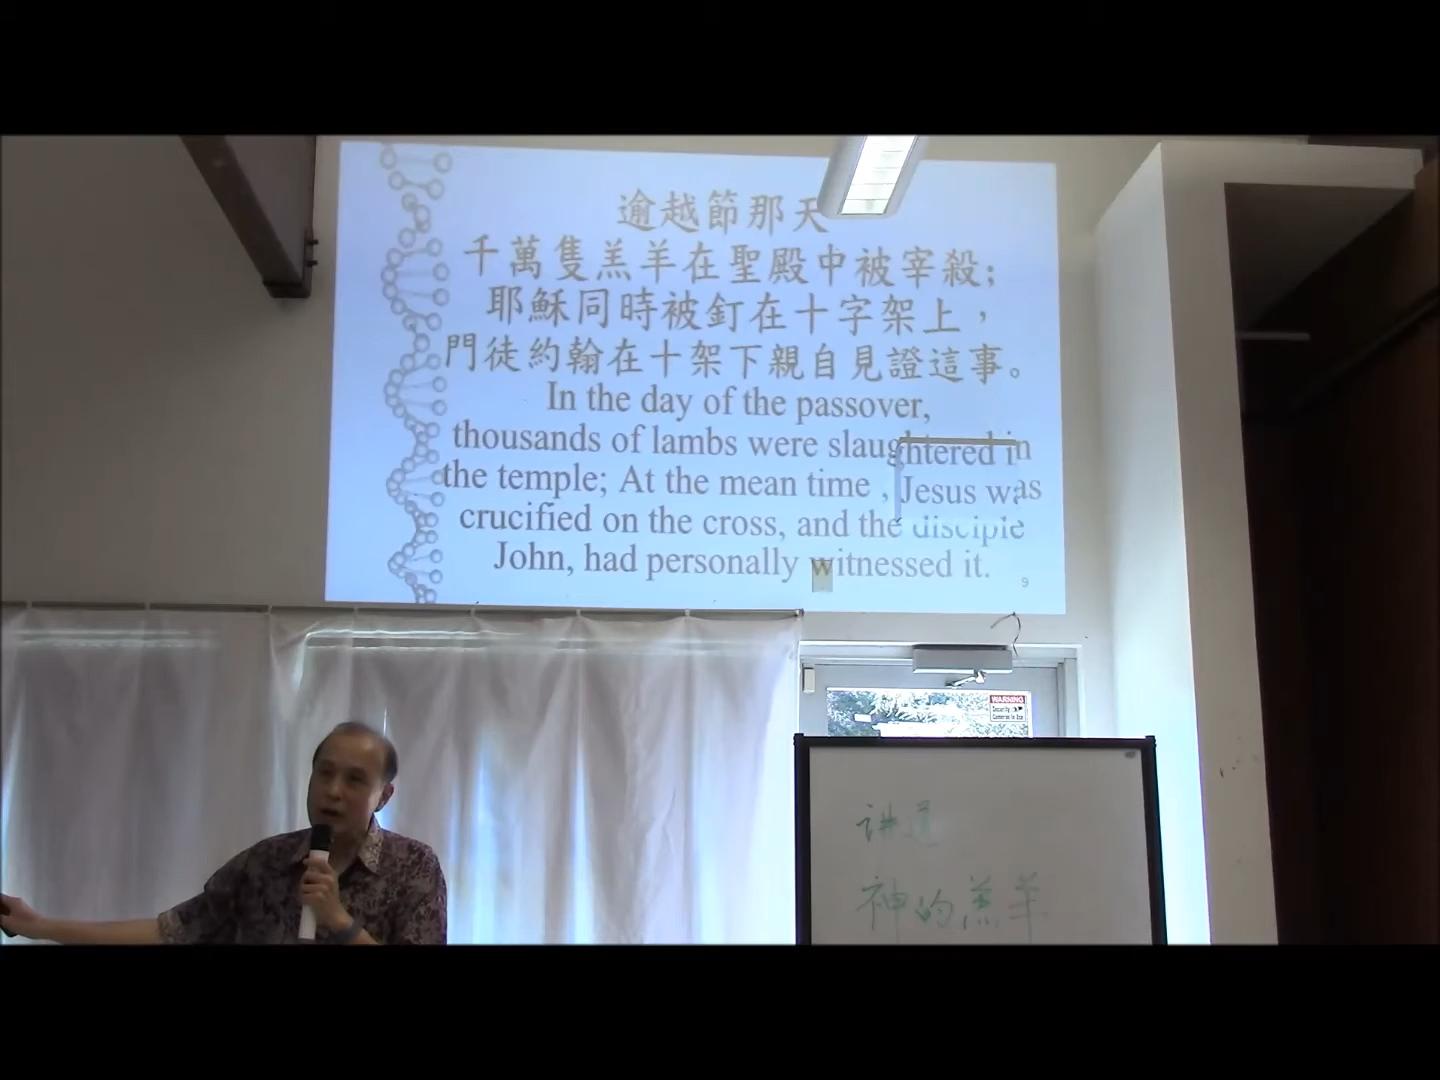 逾越節那天
千萬隻羔羊在聖殿中被宰殺;
耶穌同時被釘在十字架上，
門徒約翰在十架下親自見證這事。
In the day of the passover,
thousands of lambs were slaughtered in
the temple; At the mean time , Jesus was
crucified on the cross, and the disciple
John, had personally witnessed it.
9
WARNING
Security
Cameras In Use
讲道
神的羔羊